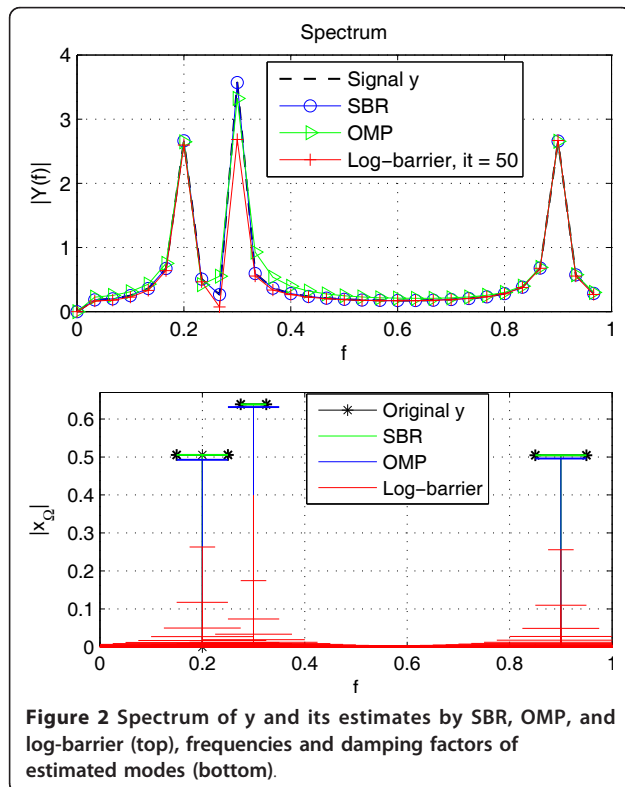 Spectrum
4
3
2
1
0
|Y(f)|
Signal y
SBR
OMP
Log-barrier, it = 50
0 0.2 0.4 0.6 0.8 1
f
0.6
0.5
0.4
0.3
0.2
0.1
0
|xΩ|
Original y
SBR
OMP
Log-barrier
0 0.2 0.4 0.6 0.8 1
f
Figure 2 Spectrum of y and its estimates by SBR, OMP, and
log-barrier (top), frequencies and damping factors of
estimated modes (bottom).